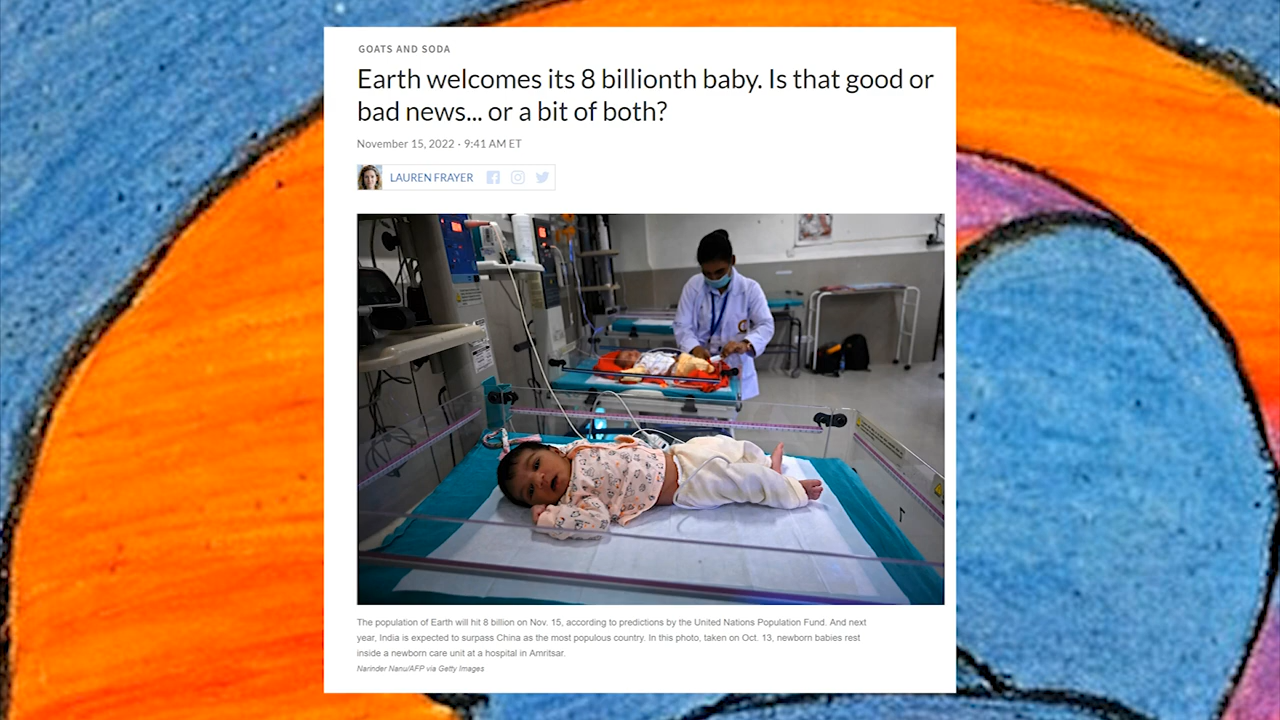 GOATS AND SODA
Earth welcomes its 8 billionth baby. Is that good or
bad news... or a bit of both?
November 15, 2022 · 9:41 AM ET
LAUREN FRAYER
The population of Earth will hit 8 billion on Nov. 15, according to predictions by the United Nations Population Fund. And next
year, India is expected to surpass China as the most populous country. In this photo, taken on Oct. 13, newborn babies rest
inside a newborn care unit at a hospital in Amritsar.
Narinder Nanu/AFP via Getty Images